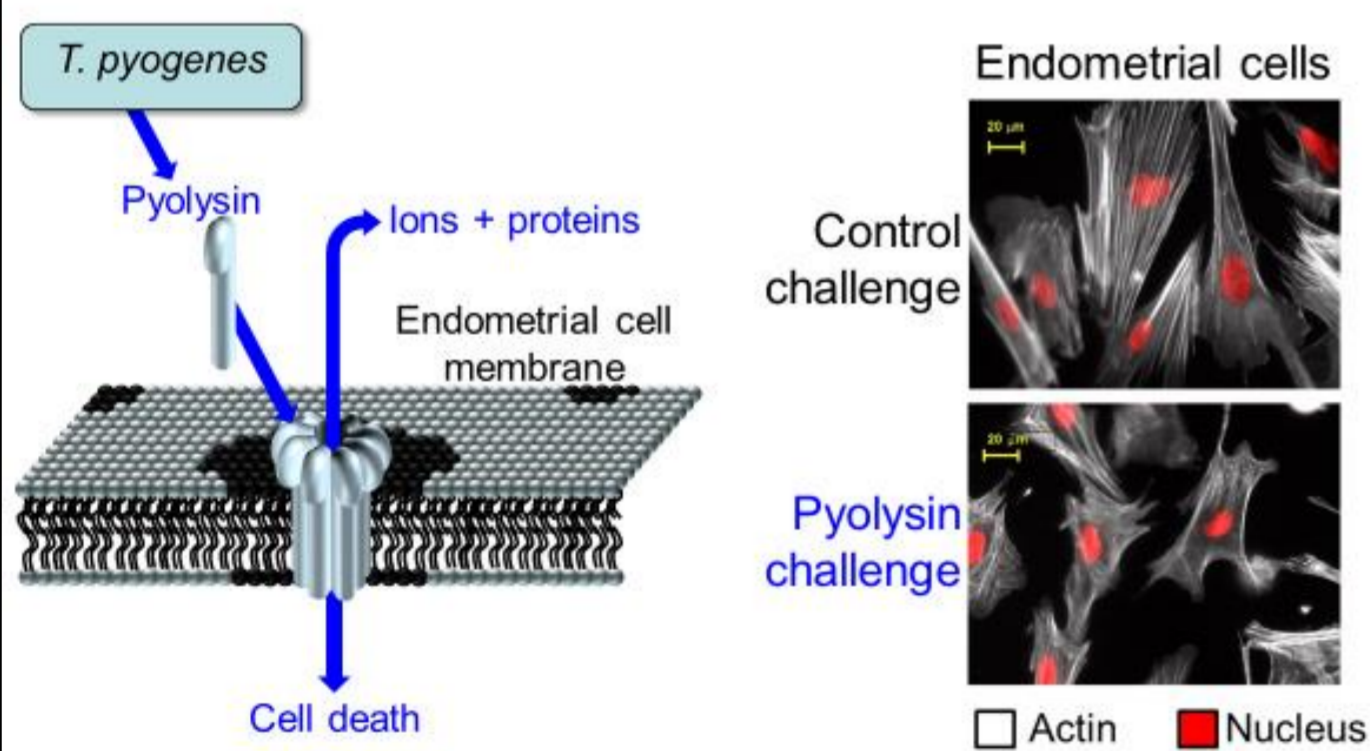 T. pyogenes
Pyolysin
Ions + proteins
Endometrial cell
membrane
Cell death
Endometrial cells
Control
challenge
20 μm
Pyolysin
challenge
20 μm
Actin
Nucleus